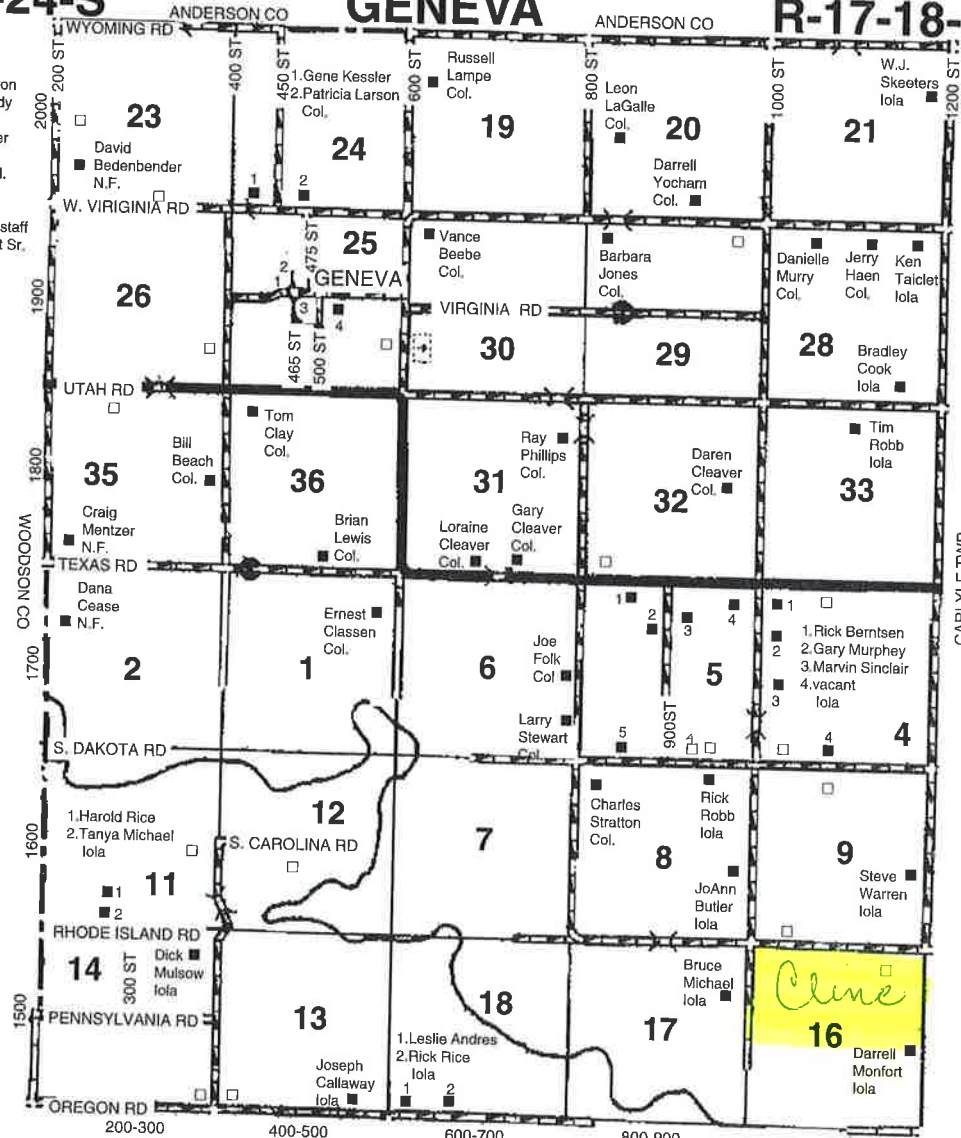 -24-S
ANDERSON CO
GENEVA
ANDERSON CO
R-17-18-
WYOMING RD
200 ST
400 ST
450 ST
600 ST
800 ST
1000 ST
1200 ST
on
dy
er
l.
staff
t Sr.
2000
23
David
Bedenbender
N.F.
1.Gene Kessler
2.Patricia Larson
Col.
24
1
2
Russell
Lampe
Col.
19
Leon
LaGalle
Col.
20
Darrell
Yocham
Col.
W.J.
Skeeters
Iola
21
W. VIRIGINIA RD
475 ST
25
GENEVA
2
1
3
4
465 ST
500 ST
1900
26
Vance
Beebe
Col.
VIRGINIA RD
30
Barbara
Jones
Col.
29
Danielle
Murry
Col.
Jerry
Haen
Col.
Ken
Taiclet
Iola
28
Bradley
Cook
Iola
UTAH RD
1800
35
Bill
Beach
Col.
Craig
Mentzer
N.F.
Tom
Clay
Col.
36
Brian
Lewis
Col.
Ray
Phillips
Col.
31
Loraine
Cleaver
Col.
Gary
Cleaver
Col.
Daren
Cleaver
Col.
32
Tim
Robb
Iola
33
WOODSON CO
CARLYLE TWP
TEXAS RD
Dana
Cease
N.F.
1700
2
Ernest
Classen
Col.
1
6
Joe
Folk
Col
Larry
Stewart
Col.
1
2
3
4
5
900ST
5
4
1
2
3
1.Rick Berntsen
2.Gary Murphey
3.Marvin Sinclair
4.vacant
Iola
4
4
S. DAKOTA RD
1600
1.Harold Rice
2.Tanya Michael
Iola
11
1
2
12
S. CAROLINA RD
7
Charles
Stratton
Col.
Rick
Robb
Iola
8
JoAnn
Butler
Iola
9
Steve
Warren
Iola
RHODE ISLAND RD
14
300 ST
Dick
Mulsow
Iola
1500
PENNSYLVANIA RD
13
Joseph
Callaway
Iola
18
1.Leslie Andres
2.Rick Rice
Iola
1
2
Bruce
Michael
Iola
17
Cline
16
Darrell
Monfort
Iola
OREGON RD
200-300
400-500
600-700
800-900